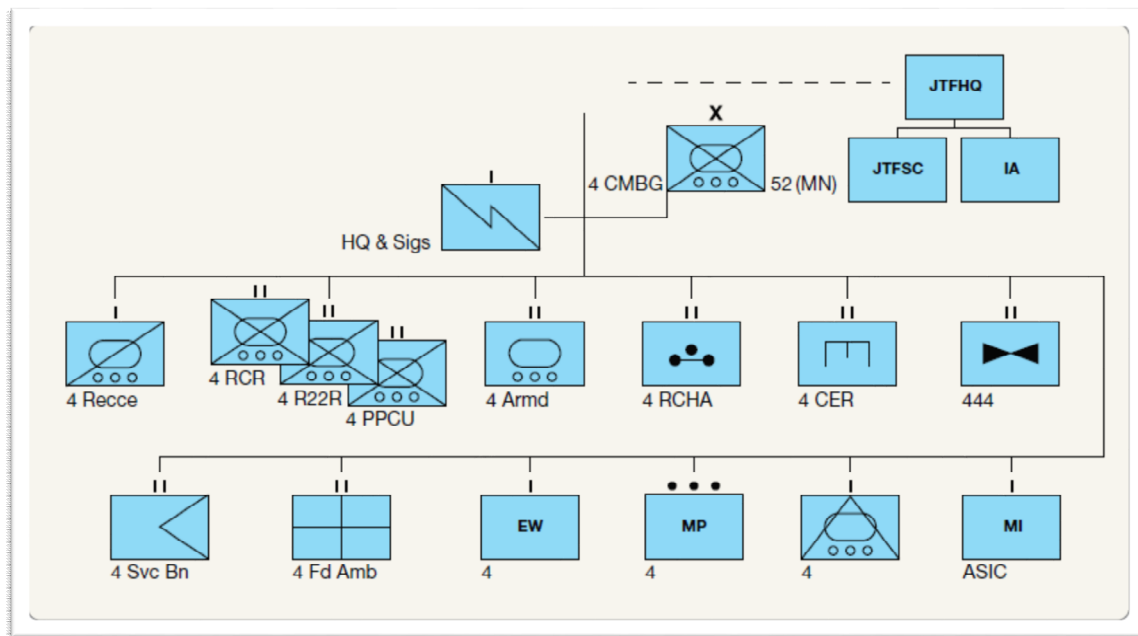 JTFHQ
X
JTFSC
IA
4 CMBG
52 (MN)
I
HQ & Sigs
I
II
II
II
II
II
II
II
4 Recce
4 RCR
4 R22R
4 PPCU
4 Armd
4 RCHA
4 CER
444
II
II
I
I
I
EW
MP
MI
4 Svc Bn
4 Fd Amb
4
4
4
ASIC